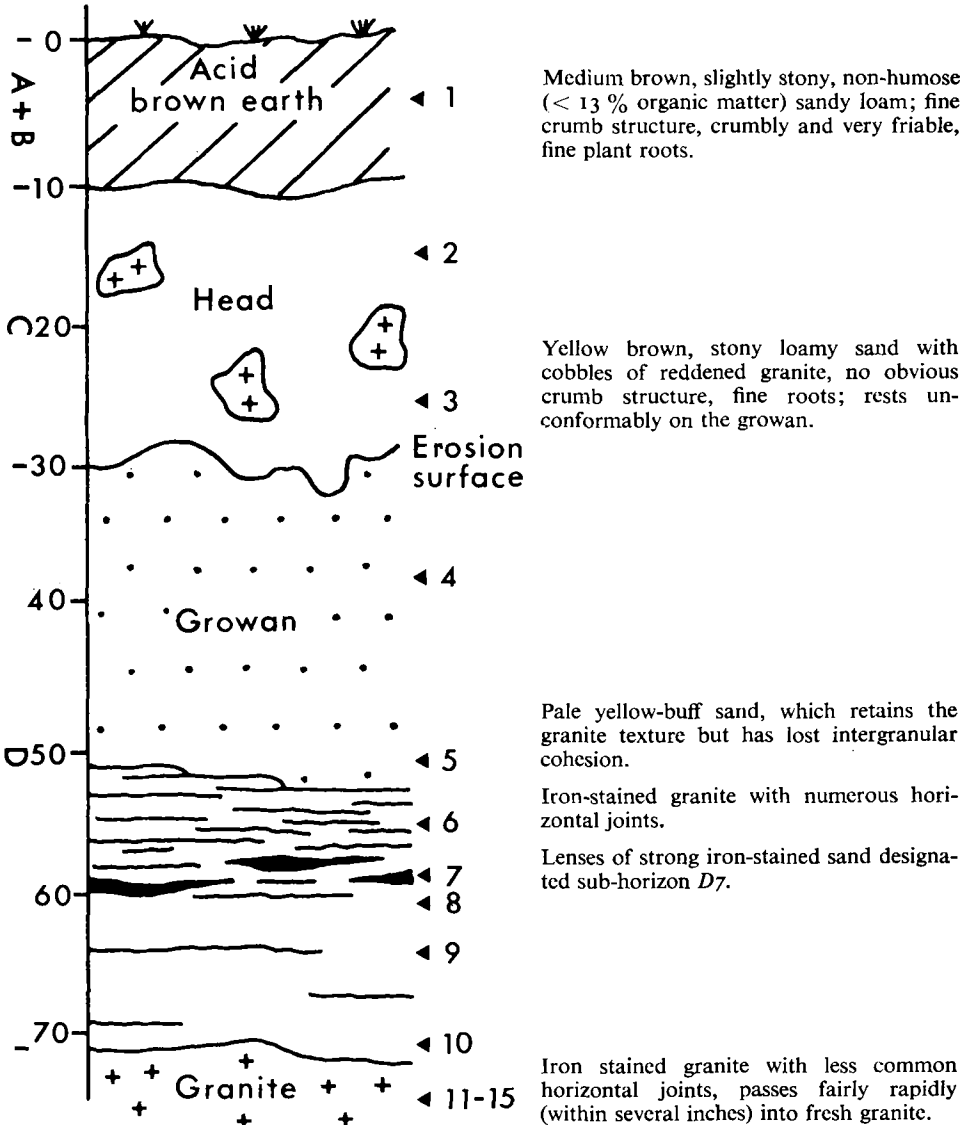 - 0
A + B
Acid
brown earth
1
Medium brown, slightly stony, non-humose
(< 13 % organic matter) sandy loam; fine
crumb structure, crumbly and very friable,
fine plant roots.
-10
2
Head
C
20
3
Yellow brown, stony loamy sand with
cobbles of reddened granite, no obvious
crumb structure, fine roots; rests un-
conformably on the growan.
-30
Erosion
surface
4
40
Growan
D
50
5
Pale yellow-buff sand, which retains the
granite texture but has lost intergranular
cohesion.
6
Iron-stained granite with numerous hori-
zontal joints.
7
Lenses of strong iron-stained sand designa-
ted sub-horizon D7.
60
8
9
-70
10
Granite
11-15
Iron stained granite with less common
horizontal joints, passes fairly rapidly
(within several inches) into fresh granite.